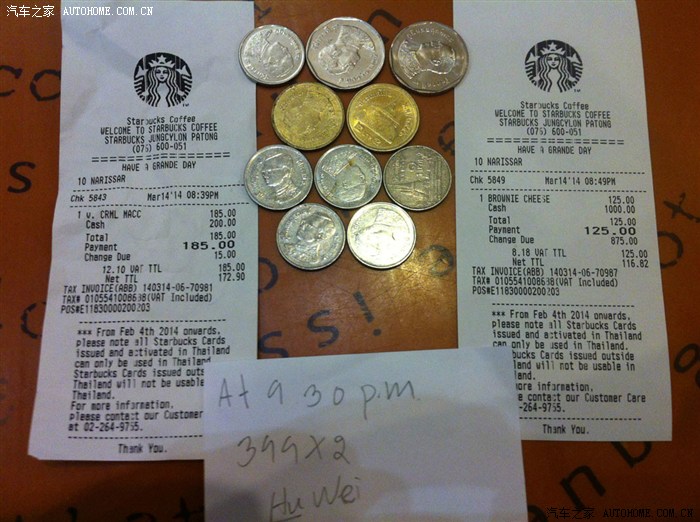 汽车之家 AUTOHOME.COM.CN
Starbucks Coffee
WELCOME TO STARBUCKS COFFEE
STARBUCKS JUNGCYLON PATONG
(076) 600-051
HAVE A GRANDE DAY
10 NARISSAR
Chk 5843 Mar14'14 08:39PM
1 v. CRML MACC 185.00
Cash 200.00
Total 185.00
Payment 185.00
Change Due 15.00
12.10 VAT TTL 185.00
Net TTL 172.90
TAX INVOICE(ABB) 140314-06-70981
TAX# 0105541008638(VAT Included)
POS#E11830000200203
*** From Feb 4th 2014 onwards,
please note all Starbucks Cards
issued and activated in Thailand
can only be used in Thailand.
Starbucks Cards issued outside
Thailand will not be usable
Thailand.
For more information,
please contact our Customer
at 02-264-9755.
Thank You.
Starbucks Coffee
WELCOME TO STARBUCKS COFFEE
STARBUCKS JUNGCYLON PATONG
(076) 600-051
HAVE A GRANDE DAY
10 NARISSAR
Chk 5849 Mar14'14 08:49PM
1 BROWNIE CHEESE 125.00
Cash 1000.00
Total 125.00
Payment 125.00
Change Due 875.00
8.18 VAT TTL 125.00
Net TTL 116.82
TAX INVOICE(ABB) 140314-06-70987
TAX# 0105541008638(VAT Included)
POS#E11830000200203
*** From Feb 4th 2014 onwards,
please note all Starbucks Cards
issued and activated in Thailand
can only be used in Thailand.
Starbucks Cards issued outside
Thailand will not be usable in
Thailand.
more information,
contact our Customer Care
02-264-9755.
Thank You.
At 9 30 p.m.
399X2
HuWei
汽车之家 AUTOHOME.COM.CN